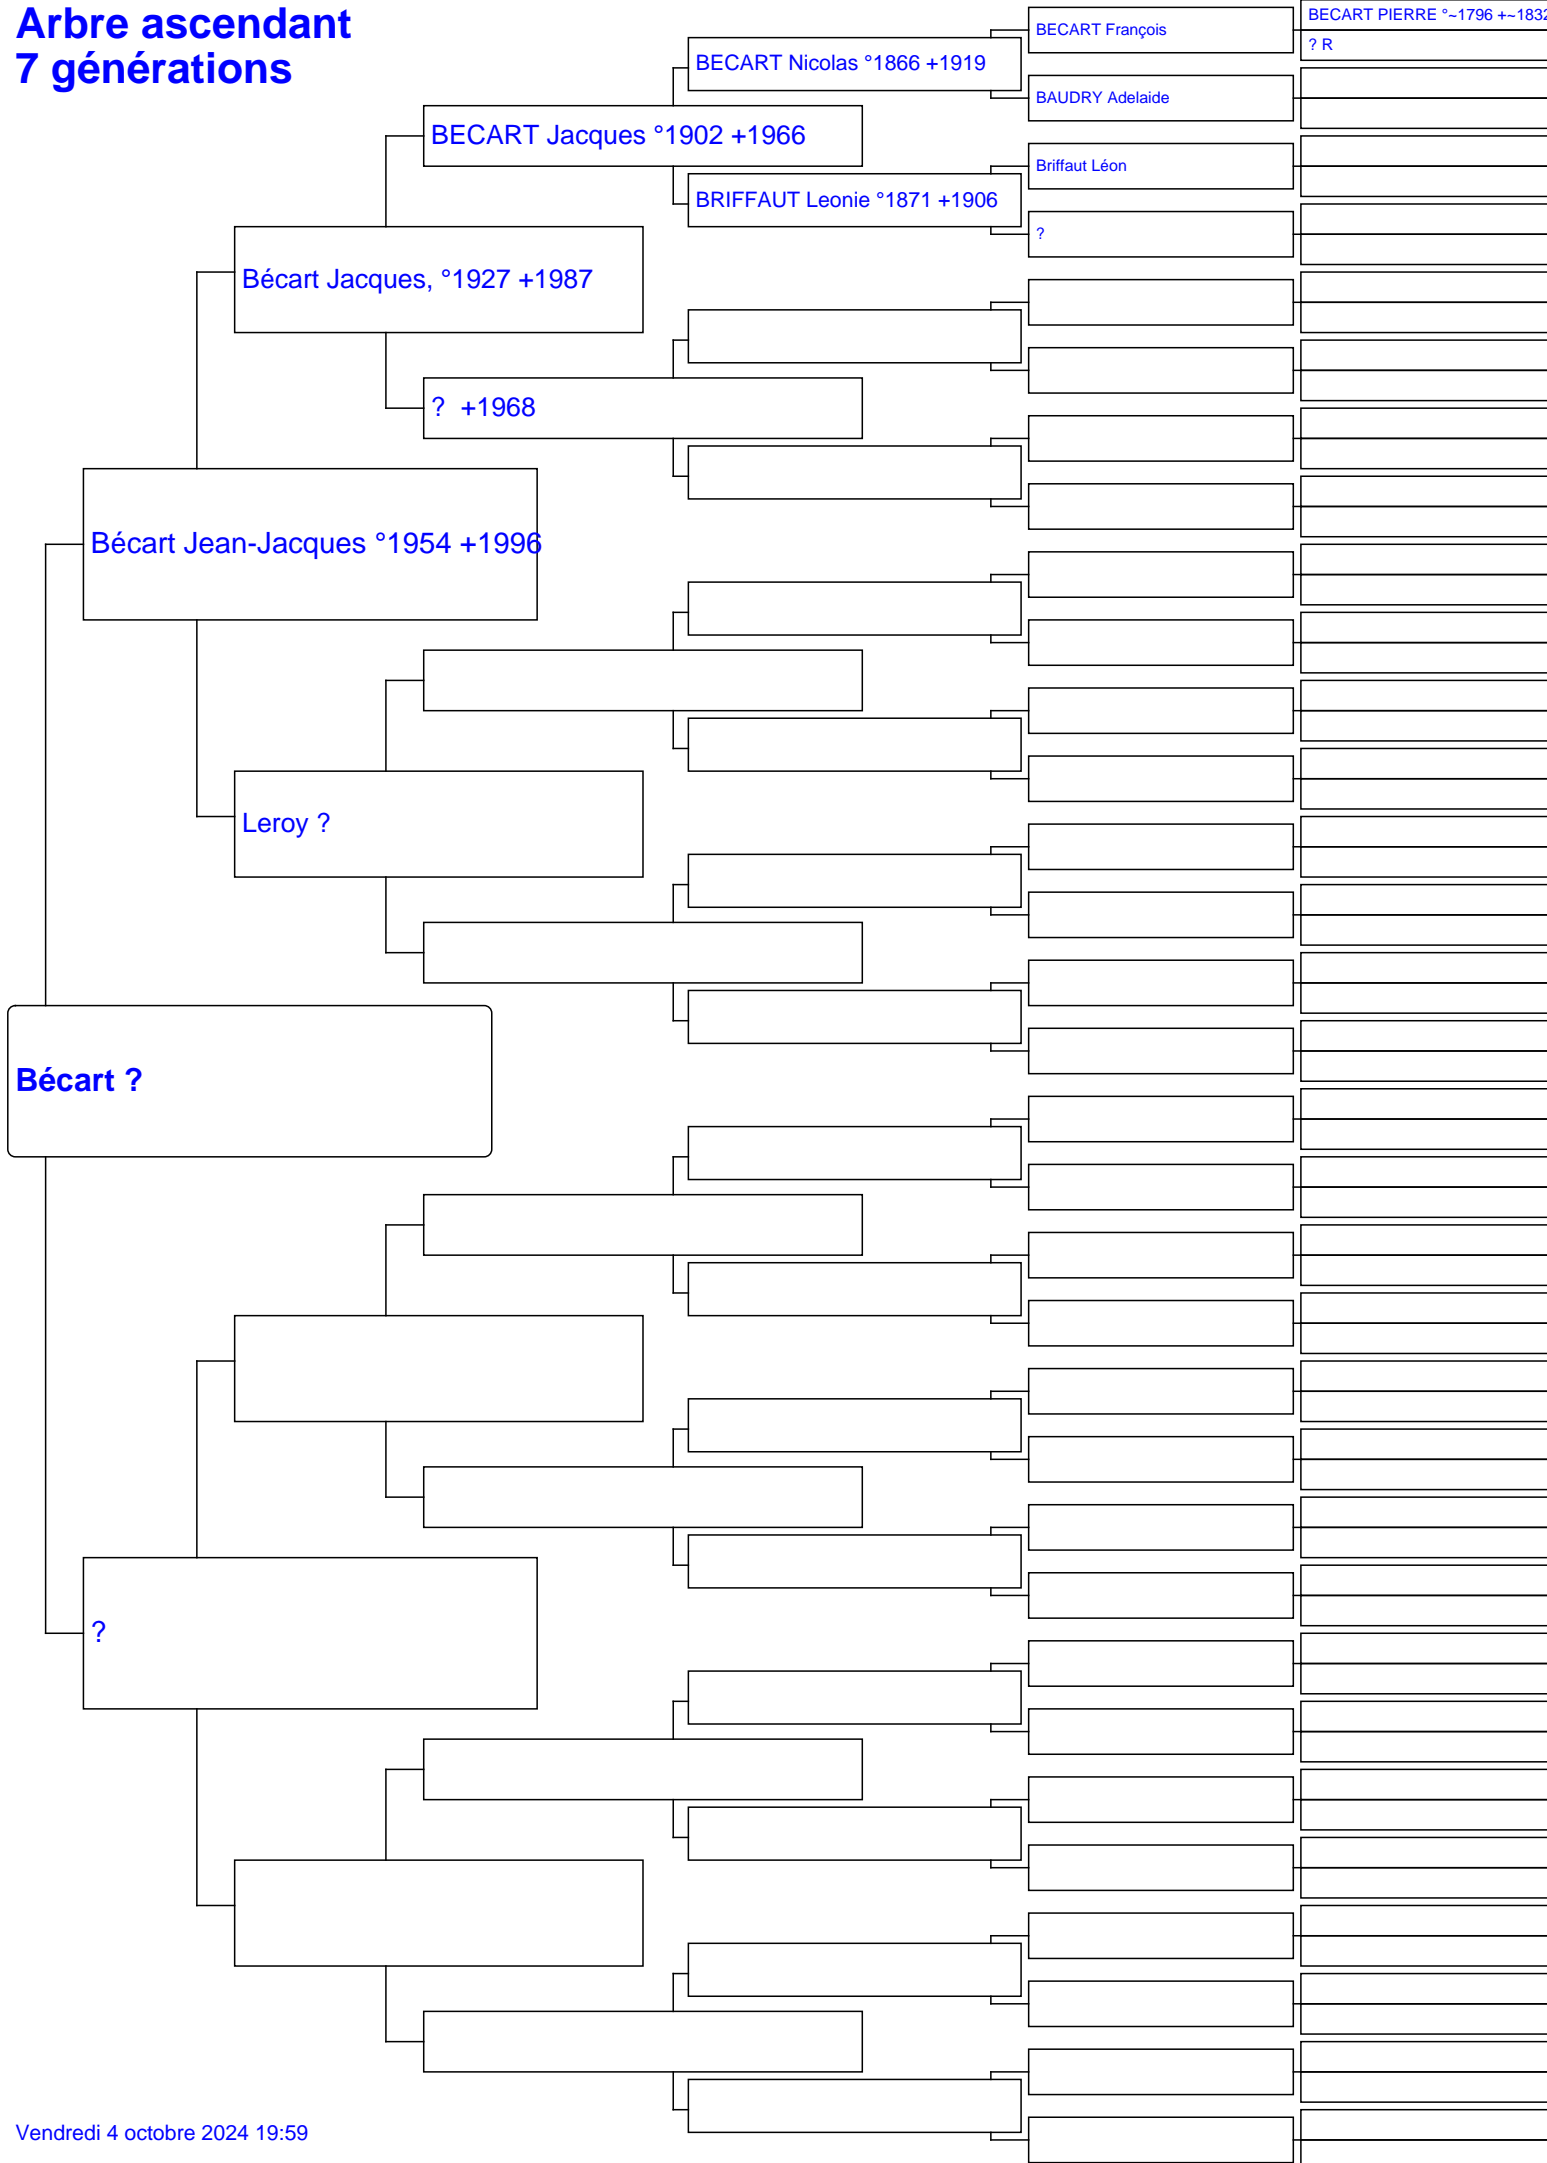 Arbre ascendant
7 générations
BECART François
BECART PIERRE °~1796 +~1832
? R
BECART Nicolas °1866 +1919
BAUDRY Adelaide
BECART Jacques °1902 +1966
Briffaut Léon
BRIFFAUT Leonie °1871 +1906
?
Bécart Jacques, °1927 +1987
? +1968
Bécart Jean-Jacques °1954 +1996
Leroy ?
Bécart ?
?
Vendredi 4 octobre 2024 19:59